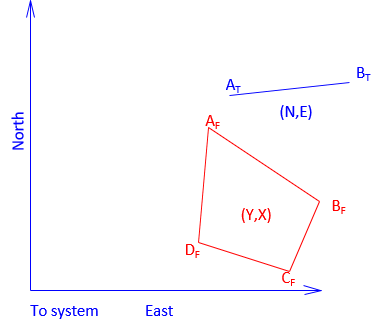 B_T
A_T
(N,E)
A_F
North
B_F
(Y,X)
D_F
C_F
To system East